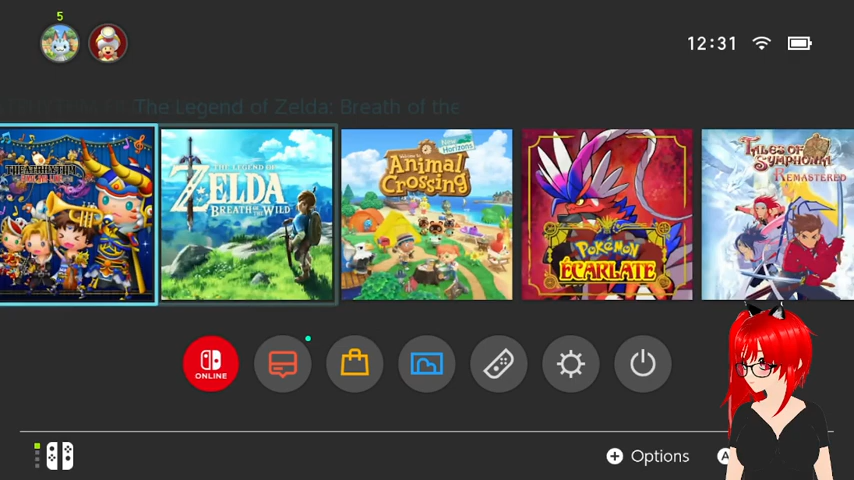 5
12:31
The Legend of Zelda: Breath of the
THEATRHYTHM
THE LEGEND OF
ZELDA
BREATH OF THE WILD
New Horizons
Animal
Crossing
POKÉMON
ÉCARLATE
TALES OF
SYMPHONIA
REMASTERED
ONLINE
Options
A